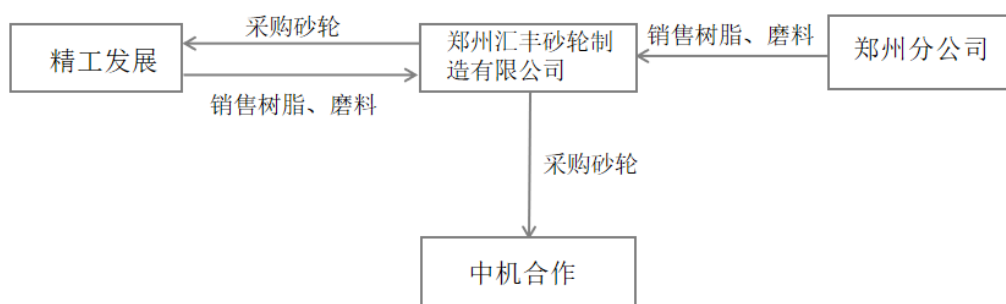 采购砂轮
精工发展
销售树脂、磨料
郑州汇丰砂轮制
造有限公司
销售树脂、磨料
郑州分公司
采购砂轮
中机合作